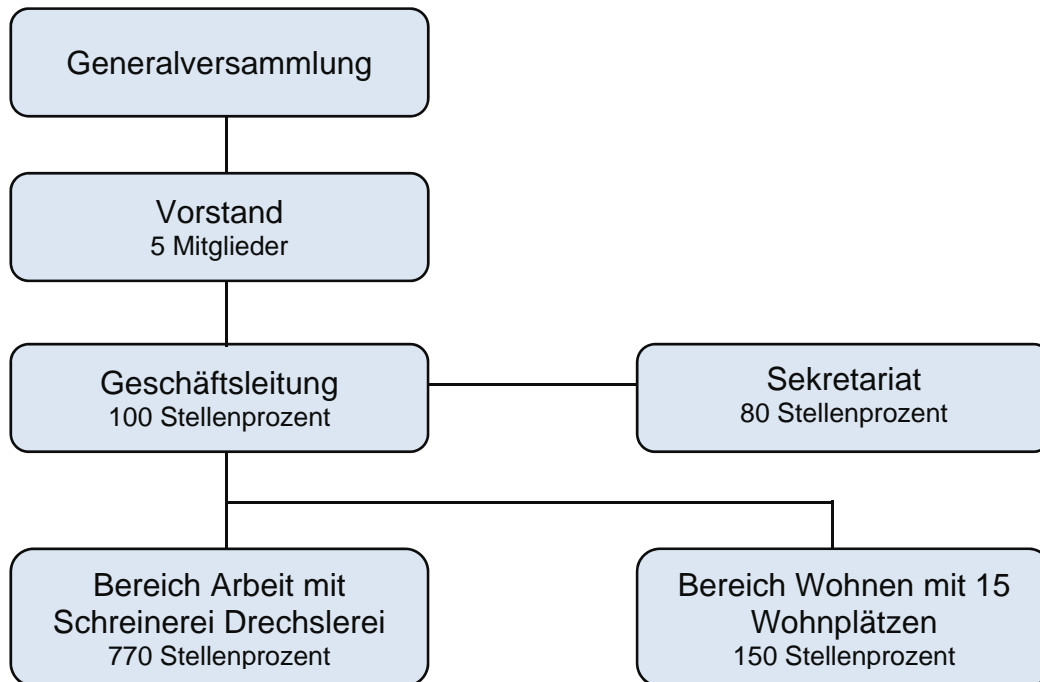 Generalversammlung
Vorstand
5 Mitglieder
Geschäftsleitung
100 Stellenprozent
Sekretariat
80 Stellenprozent
Bereich Arbeit mit
Schreinerei Drechslerei
770 Stellenprozent
Bereich Wohnen mit 15
Wohnplätzen
150 Stellenprozent